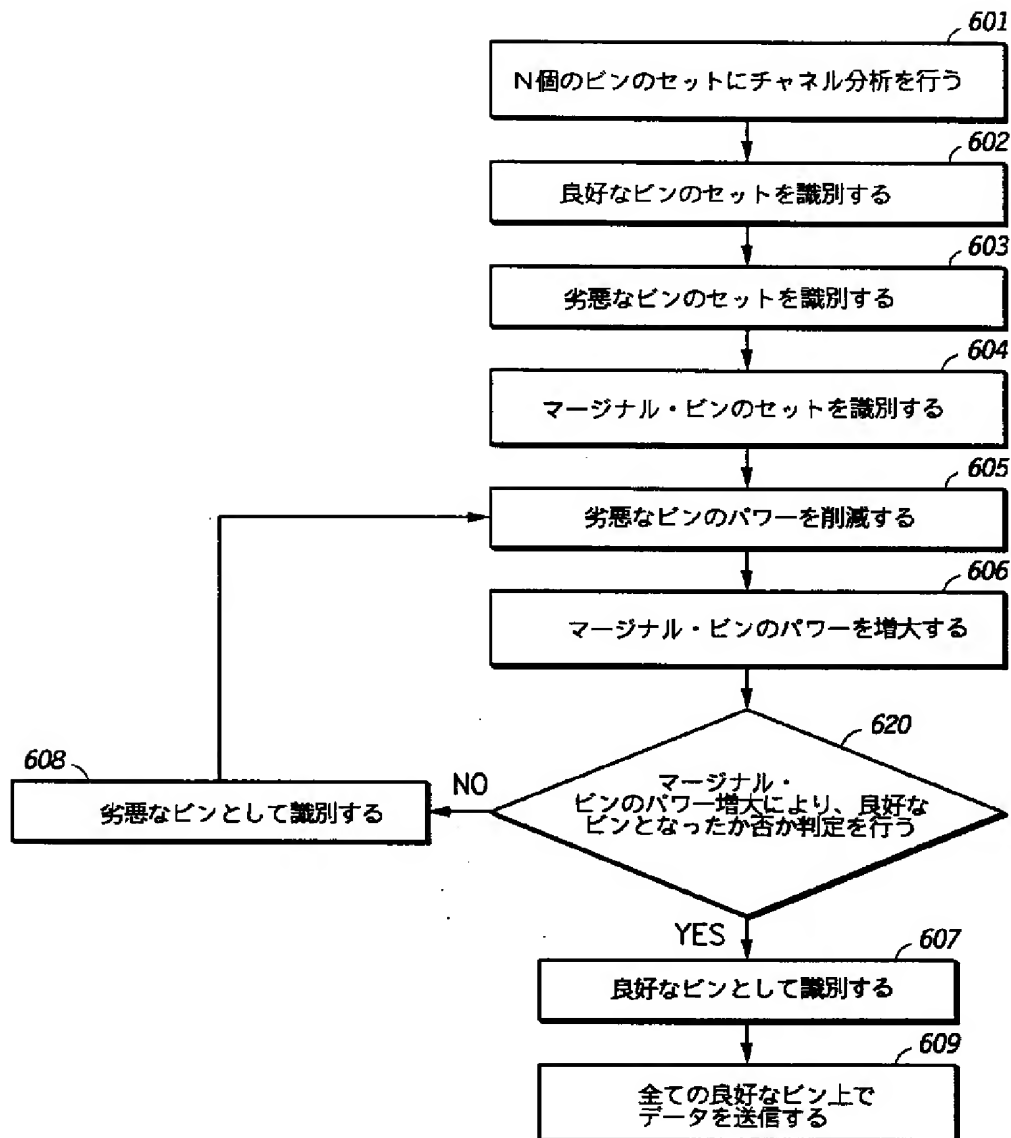 601
N個のビンのセットにチャネル分析を行う
602
良好なビンのセットを識別する
603
劣悪なビンのセットを識別する
604
マージナル・ビンのセットを識別する
605
劣悪なビンのパワーを削減する
606
マージナル・ビンのパワーを増大する
620
マージナル・
ビンのパワー増大により、良好な
ビンとなったか否か判定を行う
NO
608
劣悪なビンとして識別する
YES
607
良好なビンとして識別する
609
全ての良好なビン上で
データを送信する